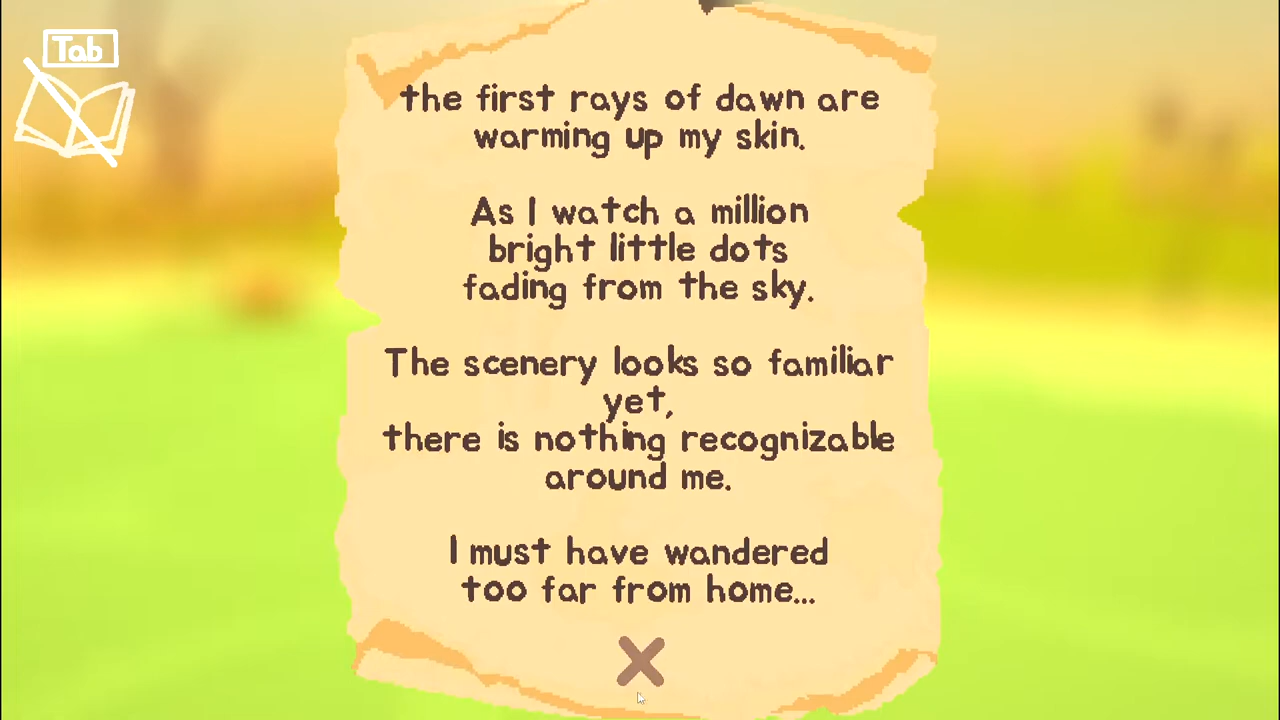 Tab
the first rays of dawn are
warming up my skin.
As I watch a million
bright little dots
fading from the sky.
The scenery looks so familiar
yet,
there is nothing recognizable
around me.
I must have wandered
too far from home...